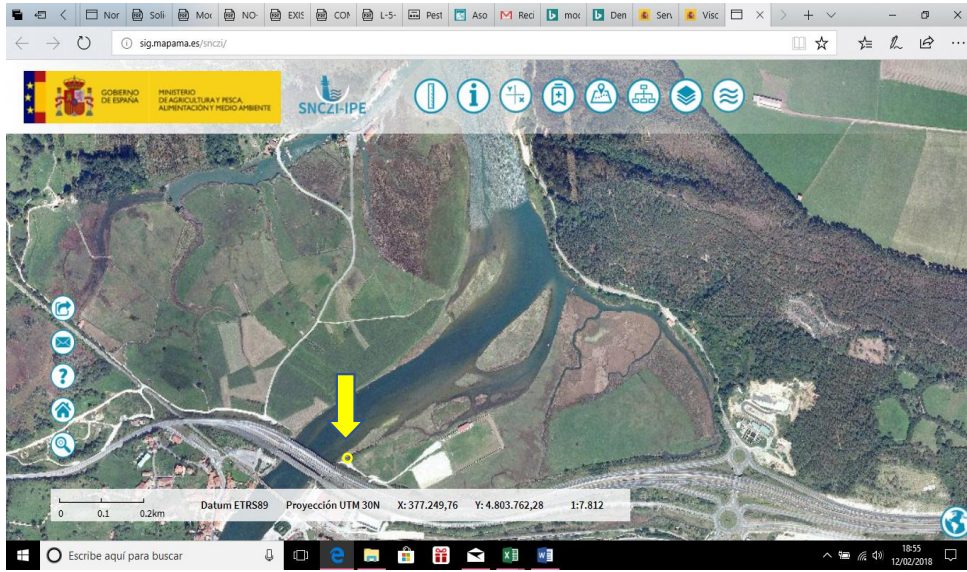 Nor
Soli
Moc
NO-
EXIS
CON
L-5-
Pest
Aso
Reci
moc
Den
Serv
Visc
sig.mapama.es/snczi/
GOBIERNO
DE ESPAÑA
MINISTERIO
DE AGRICULTURA Y PESCA,
ALIMENTACIÓN Y MEDIO AMBIENTE
SNCZI-IPE
0 0.1 0.2km
Datum ETRS89 Proyección UTM 30N X: 377.249,76 Y: 4.803.762,28 1:7.812
Escribe aquí para buscar
18:55
12/02/2018